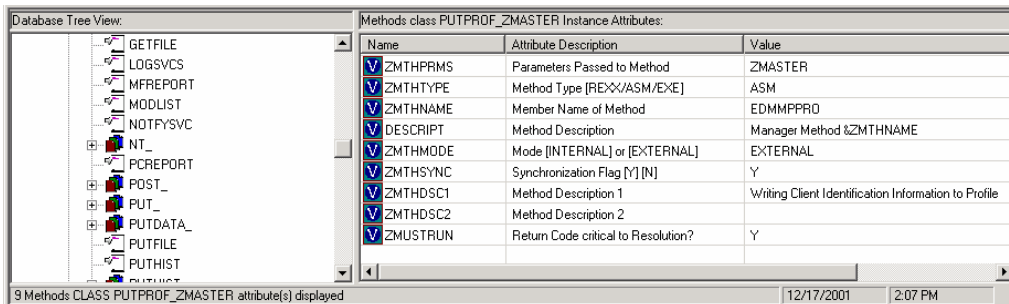 Database Tree View:
GETFILE
LOGSVCS
MFREPORT
MODLIST
NOTFYSVC
NT_
PCREPORT
POST_
PUT_
PUTDATA_
PUTFILE
PUTHIST
PUTHIST
Methods class PUTPROF_ZMASTER Instance Attributes:
Name Attribute Description Value
V ZMTHPRMS Parameters Passed to Method ZMASTER
V ZMTHTYPE Method Type [REXX/ASM/EXE] ASM
V ZMTHNAME Member Name of Method EDMMPPRO
V DESCRIPT Method Description Manager Method &ZMTHNAME
V ZMTHMODE Mode [INTERNAL] or [EXTERNAL] EXTERNAL
V ZMTHSYNC Synchronization Flag [Y] [N] Y
V ZMTHDSC1 Method Description 1 Writing Client Identification Information to Profile
V ZMTHDSC2 Method Description 2
V ZMUSTRUN Return Code critical to Resolution? Y
9 Methods CLASS PUTPROF_ZMASTER attribute(s) displayed 12/17/2001 2:07 PM